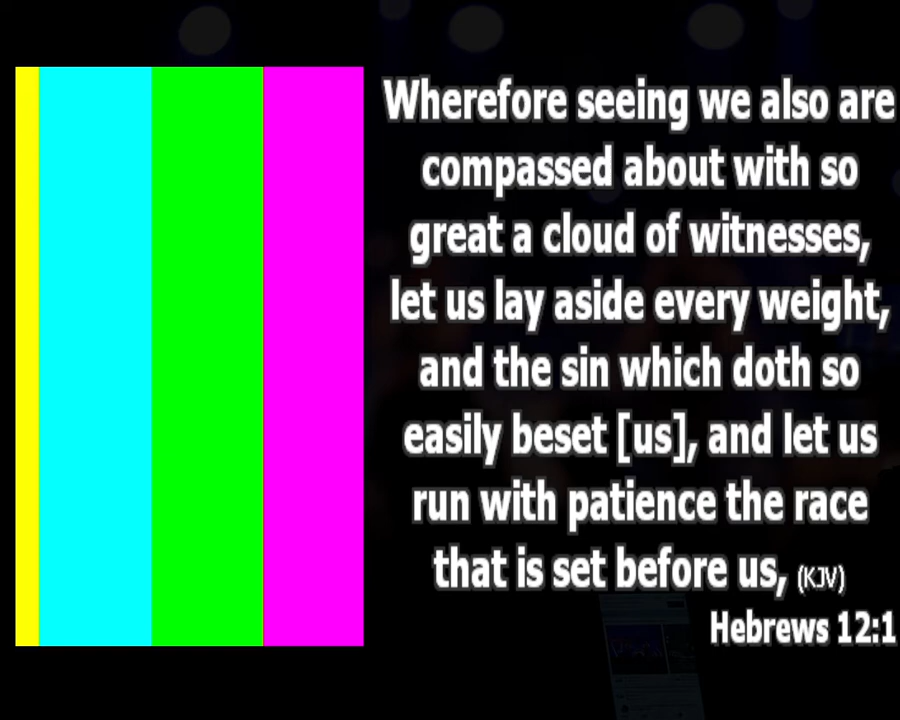 Wherefore seeing we also are
compassed about with so
great a cloud of witnesses,
let us lay aside every weight,
and the sin which doth so
easily beset [us], and let us
run with patience the race
that is set before us, (KJV)
Hebrews 12:1